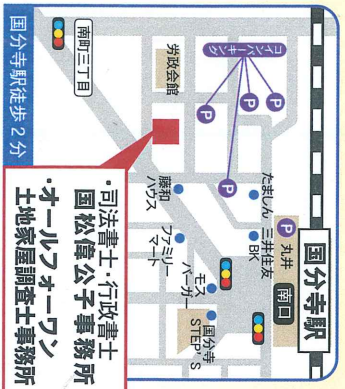 国分寺駅
南口
丸井
P
たましん
三井住友
BK
コインパーキング
P
P
P
P
労政会館
南町三丁目
藤和
ハウス
ファミリー
マート
モス
バーガー
国分寺
STEP'S
・司法書士・行政書士
国松偉公子事務所
・オールフォーワン
土地家屋調査士事務所
国分寺駅徒歩2分